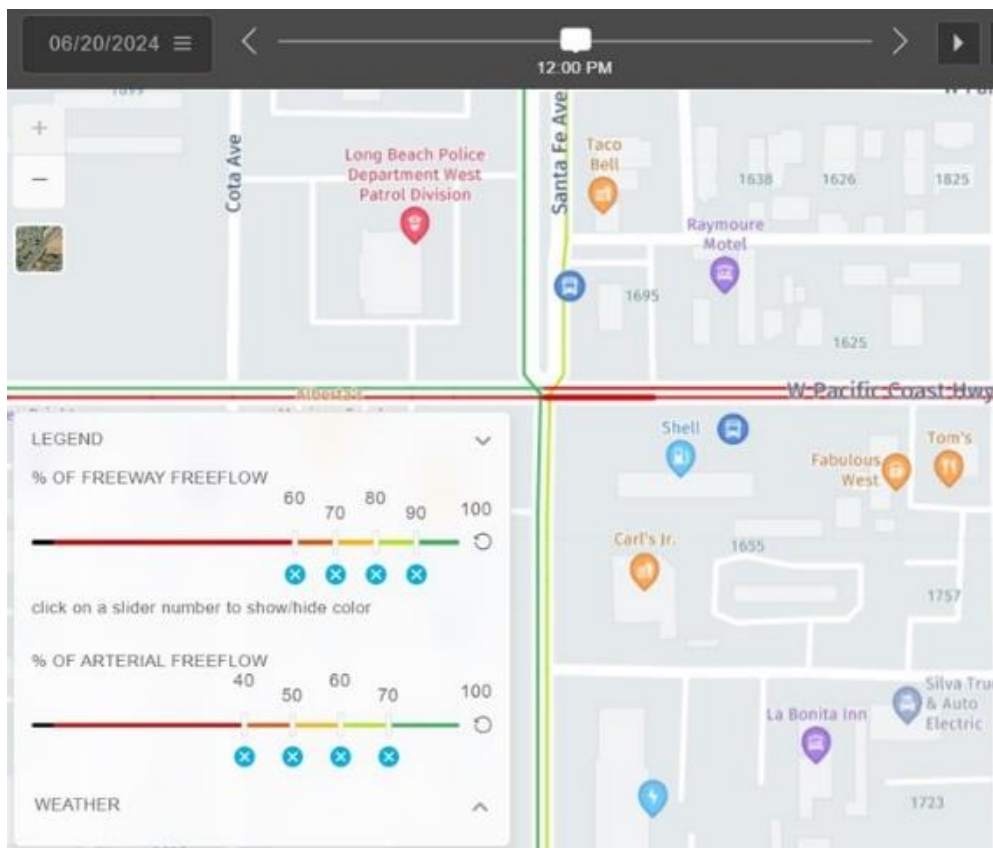 06/20/2024
12:00 PM
1899
Cota Ave
Long Beach Police
Department West
Patrol Division
Santa Fe Ave
Taco
Bell
1638
1626
1825
Raymoure
Motel
1695
1625
W Pacific Coast Hwy
Shell
Fabulous
West
Tom's
Carl's Jr.
1655
1757
Silva Tru
& Auto
Electric
La Bonita Inn
1723
LEGEND
% OF FREEWAY FREEFLOW
60 70 80 90 100
click on a slider number to show/hide color
% OF ARTERIAL FREEFLOW
40 50 60 70 100
WEATHER